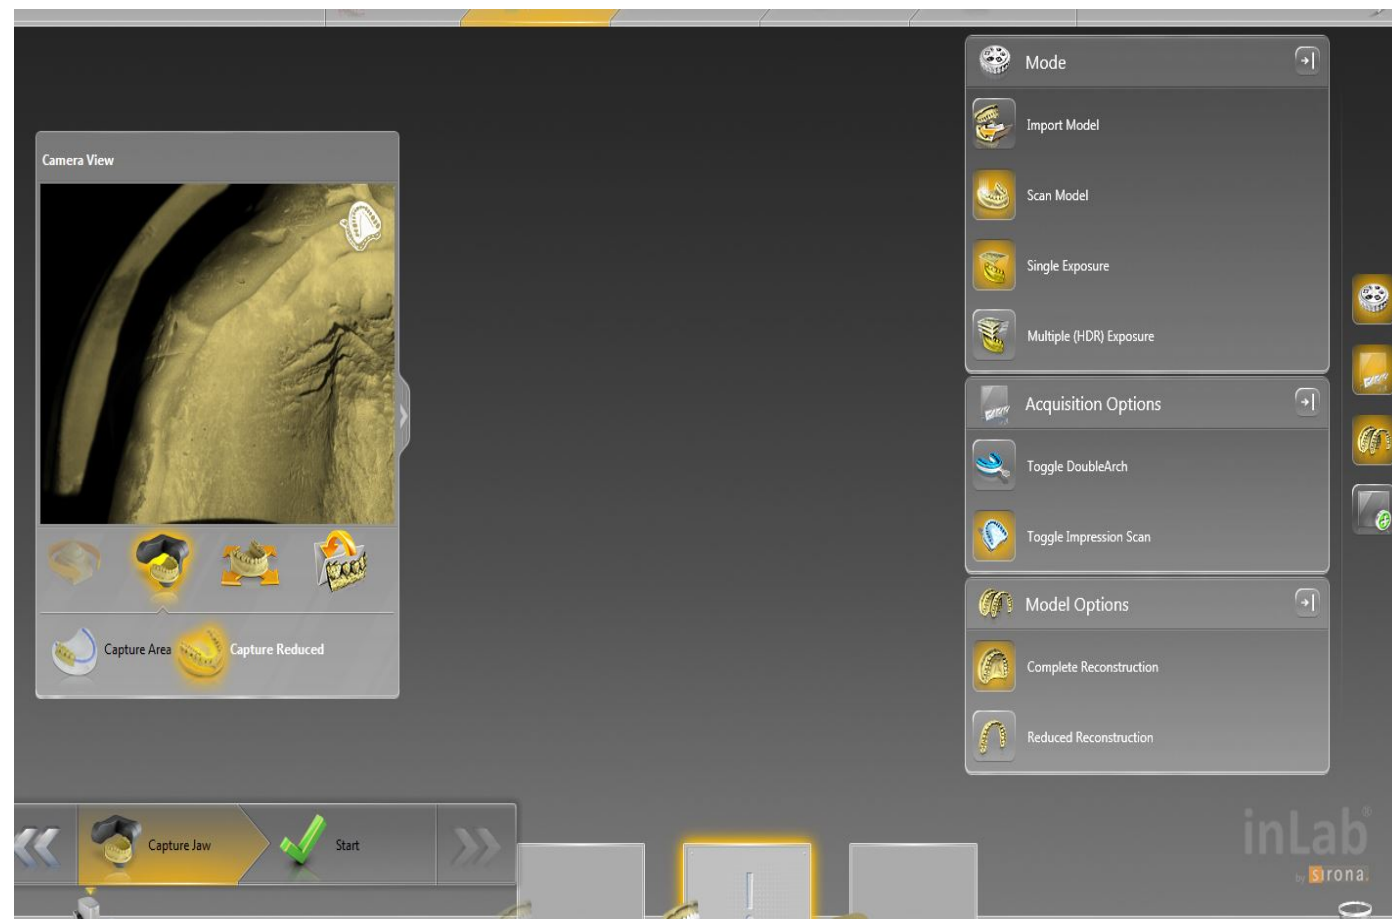 Camera View
Capture Area
Capture Reduced
Mode
Import Model
Scan Model
Single Exposure
Multiple (HDR) Exposure
Acquisition Options
Toggle DoubleArch
Toggle Impression Scan
Model Options
Complete Reconstruction
Reduced Reconstruction
Capture Jaw
Start
inLab®
by sirona.